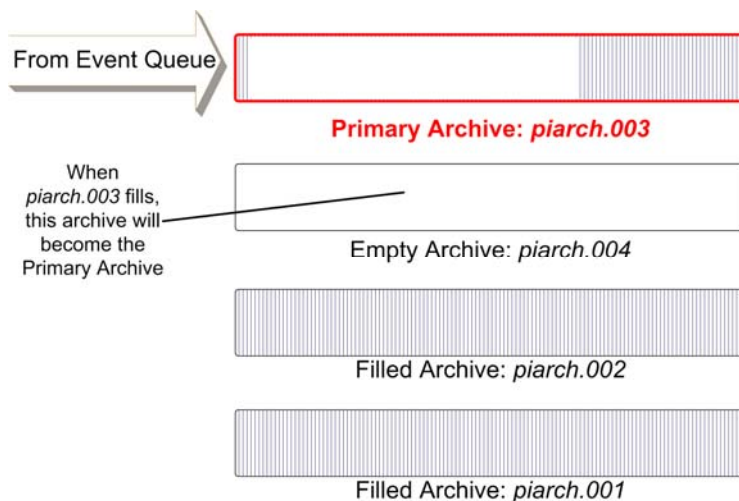 From Event Queue
Primary Archive: piarch.003
When
piarch.003 fills,
this archive will
become the
Primary Archive
Empty Archive: piarch.004
Filled Archive: piarch.002
Filled Archive: piarch.001